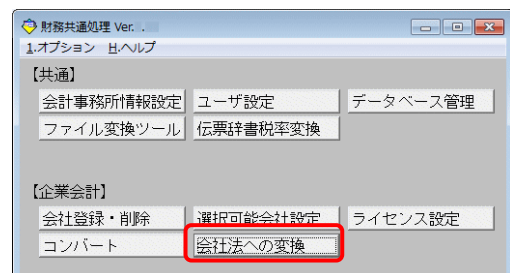 財務共通処理 Ver. .
1.オプション H.ヘルプ
【共通】
会計事務所情報設定 ユーザ設定 データベース管理
ファイル変換ツール 伝票辞書税率変換
【企業会計】
会社登録・削除 選択可能会社設定 ライセンス設定
コンバート 会社法への変換